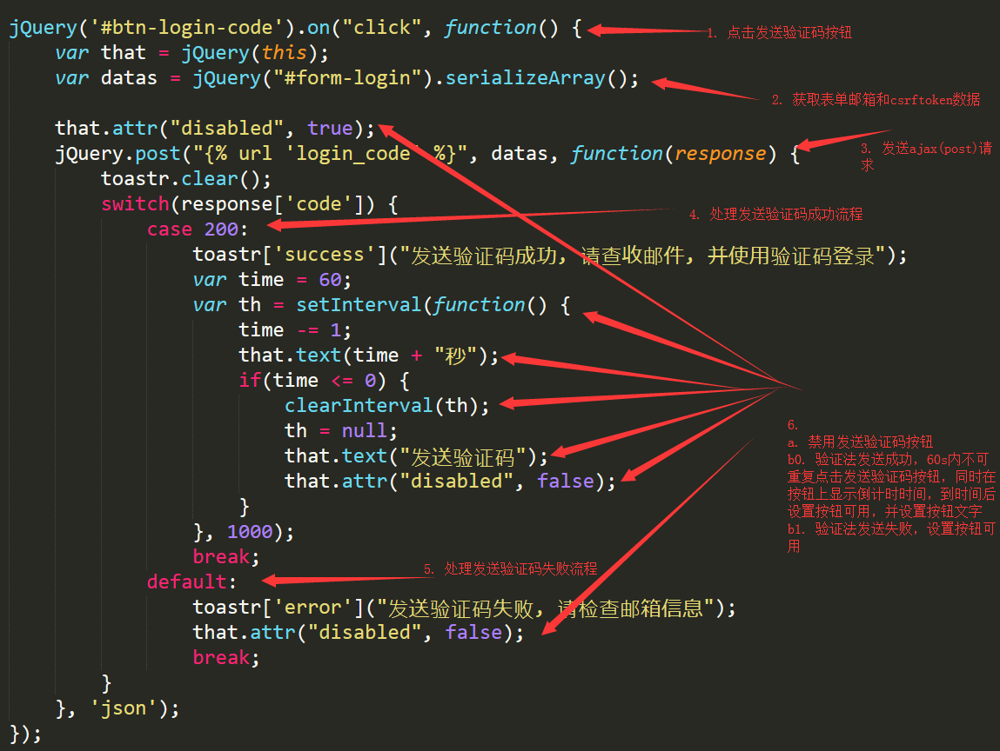 jQuery('#btn-login-code').on("click", function() {
1. 点击发送验证码按钮
var that = jQuery(this);
var datas = jQuery("#form-login").serializeArray();
2. 获取表单邮箱和csrftoken数据
that.attr("disabled", true);
jQuery.post("{% url 'login_code' %}", datas, function(response) {
3. 发送ajax(post)请
求
toastr.clear();
switch(response['code']) {
4. 处理发送验证码成功流程
case 200:
toastr['success']("发送验证码成功, 请查收邮件, 并使用验证码登录");
var time = 60;
var th = setInterval(function() {
time -= 1;
that.text(time + "秒");
if(time <= 0) {
clearInterval(th);
th = null;
that.text("发送验证码");
that.attr("disabled", false);
}
}, 1000);
break;
6.
a. 禁用发送验证码按钮
b0. 验证法发送成功, 60s内不可
重复点击发送验证码按钮, 同时在
按钮上显示倒计时时间, 到时间后
设置按钮可用, 并设置按钮文字
b1. 验证法发送失败, 设置按钮可
用
5. 处理发送验证码失败流程
default:
toastr['error']("发送验证码失败, 请检查邮箱信息");
that.attr("disabled", false);
break;
}
}, 'json');
});